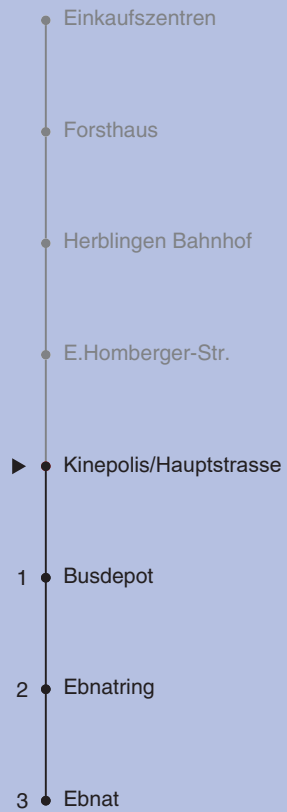 Einkaufszentren
Forsthaus
Herblingen Bahnhof
E.Homberger-Str.
Kinepolis/Hauptstrasse
1 Busdepot
2 Ebnatring
3 Ebnat